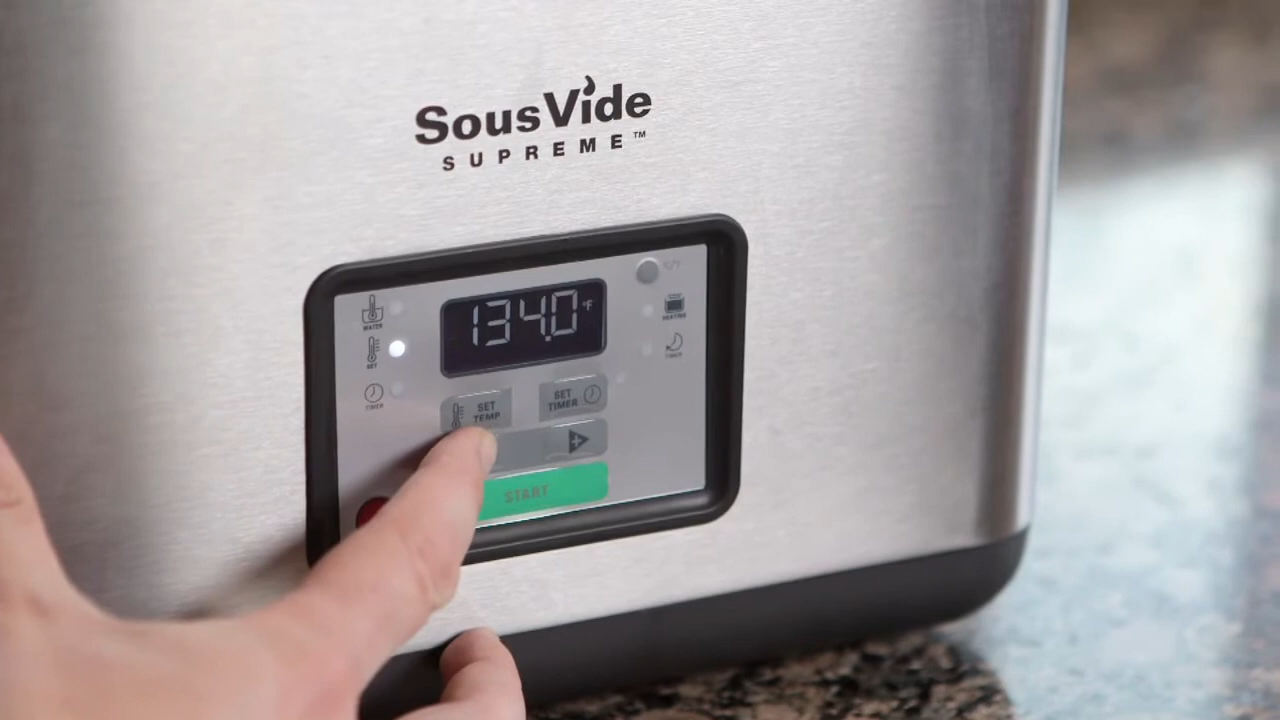 SousVide
SUPREME™
WATER
134.0 °F
HEATING
SET
TIMER
TIMER
SET TEMP
SET TIMER
+
START